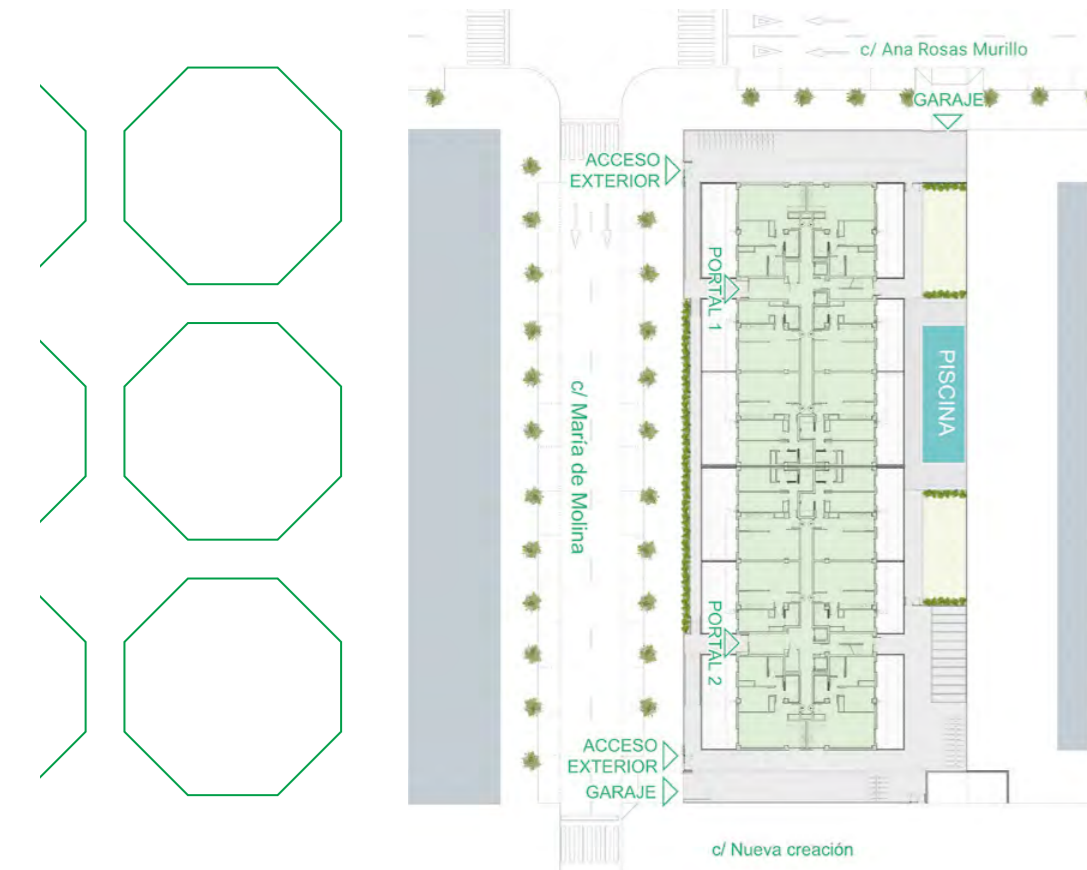 c/ Ana Rosas Murillo
GARAJE
ACCESO
EXTERIOR
PORTAL 1
PISCINA
c/ María de Molina
PORTAL 2
ACCESO
EXTERIOR
GARAJE
c/ Nueva creación